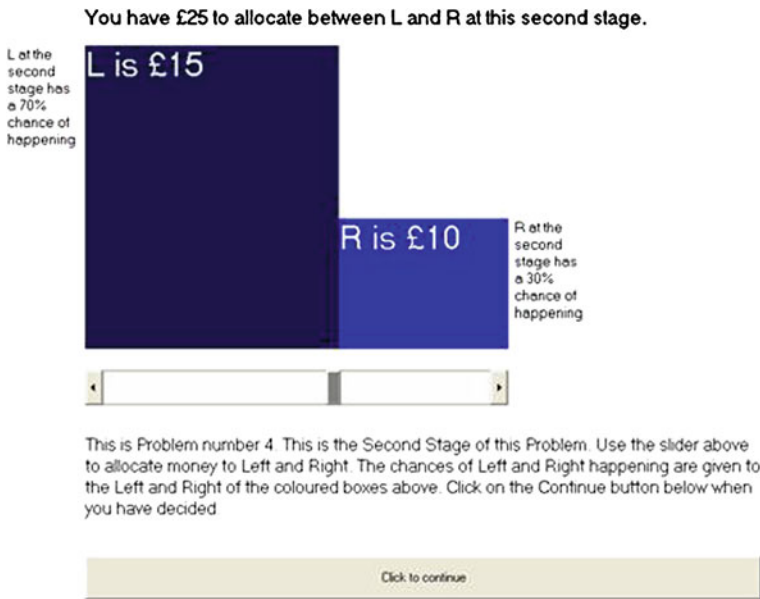 You have £25 to allocate between L and R at this second stage.
L at the
second
stage has
a 70%
chance of
happening
L is £15
R is £10
R at the
second
stage has
a 30%
chance of
happening
This is Problem number 4. This is the Second Stage of this Problem. Use the slider above
to allocate money to Left and Right. The chances of Left and Right happening are given to
the Left and Right of the coloured boxes above. Click on the Continue button below when
you have decided
Click to continue